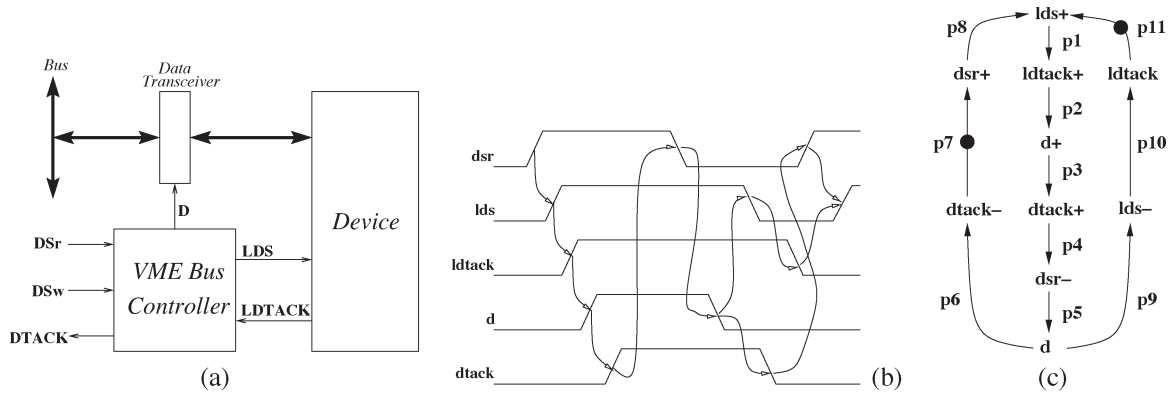 (a)
Bus
Data
Transceiver
D
DSr
DSw
DTACK
VME Bus
Controller
LDS
LDTACK
Device
dsr
lds
ldtack
d
dtack
(b)
lds+
p8
p11
p1
dsr+
ldtack+
ldtack
p2
p7
d+
p10
p3
dtack–
dtack+
lds–
p4
dsr–
p6
p9
p5
d
(c)